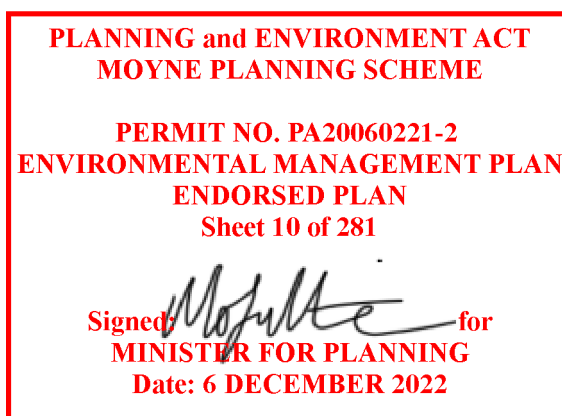 PLANNING and ENVIRONMENT ACT
MOYNE PLANNING SCHEME
PERMIT NO. PA20060221-2
ENVIRONMENTAL MANAGEMENT PLAN
ENDORSED PLAN
Sheet 10 of 281
Signed: for
MINISTER FOR PLANNING
Date: 6 DECEMBER 2022